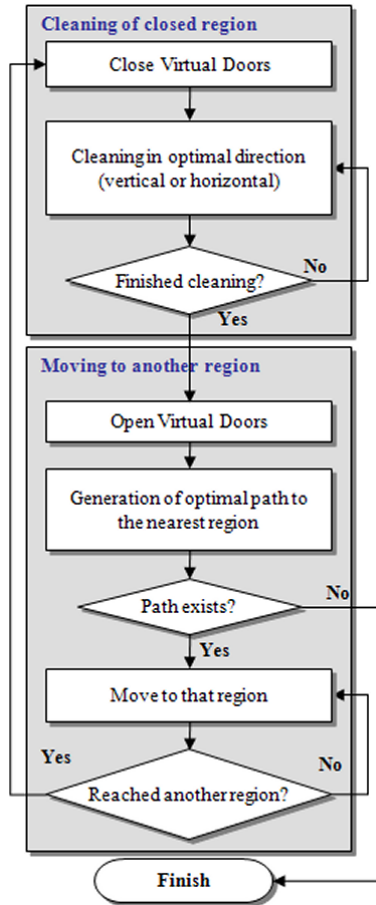 Cleaning of closed region
Close Virtual Doors
Cleaning in optimal direction
(vertical or horizontal)
Finished cleaning?
No
Yes
Moving to another region
Open Virtual Doors
Generation of optimal path to
the nearest region
Path exists?
No
Yes
Move to that region
Yes
No
Reached another region?
Finish